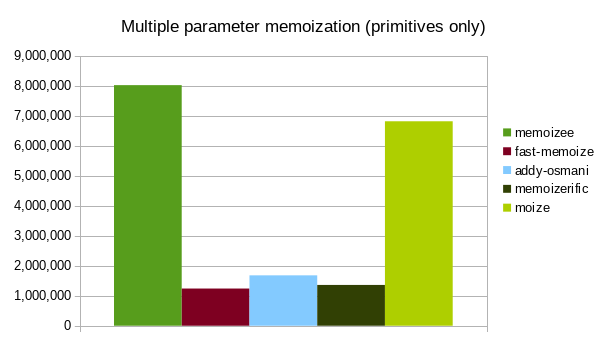 Multiple parameter memoization (primitives only)
9,000,000
8,000,000
7,000,000
6,000,000
5,000,000
4,000,000
3,000,000
2,000,000
1,000,000
0
memoizee
fast-memoize
addy-osmani
memoizerific
moize